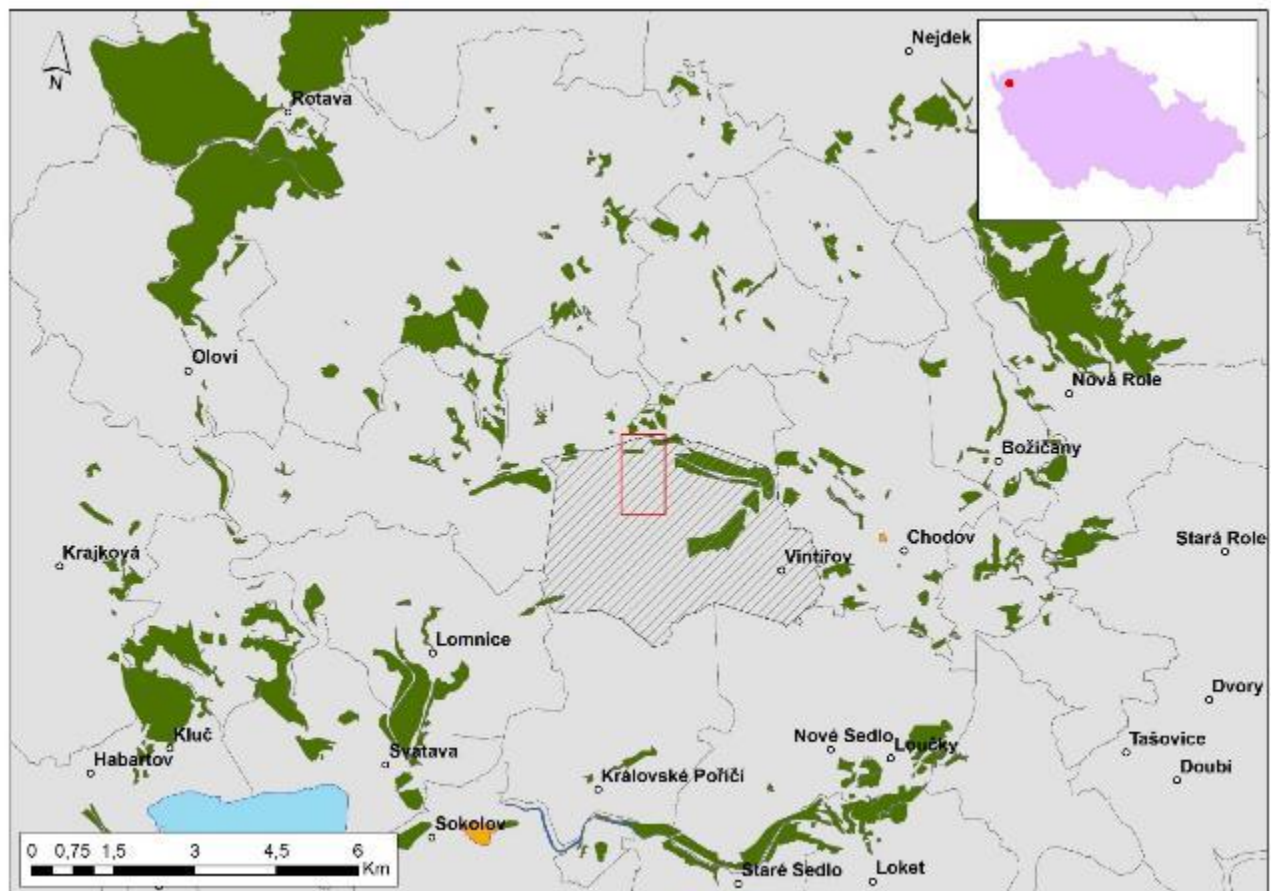 Nejdek
N
Rotava
Oloví
Nová Role
Božičany
Krajková
Chodov
Stará Role
Vintířov
Lomnice
Dvory
Kluč
Svatava
Nové Sedlo
Loučky
Tašovice
Habartov
Královské Poříčí
Doubí
Sokolov
Staré Sedlo
Loket
0 0,75 1,5 3 4,5 6
Km